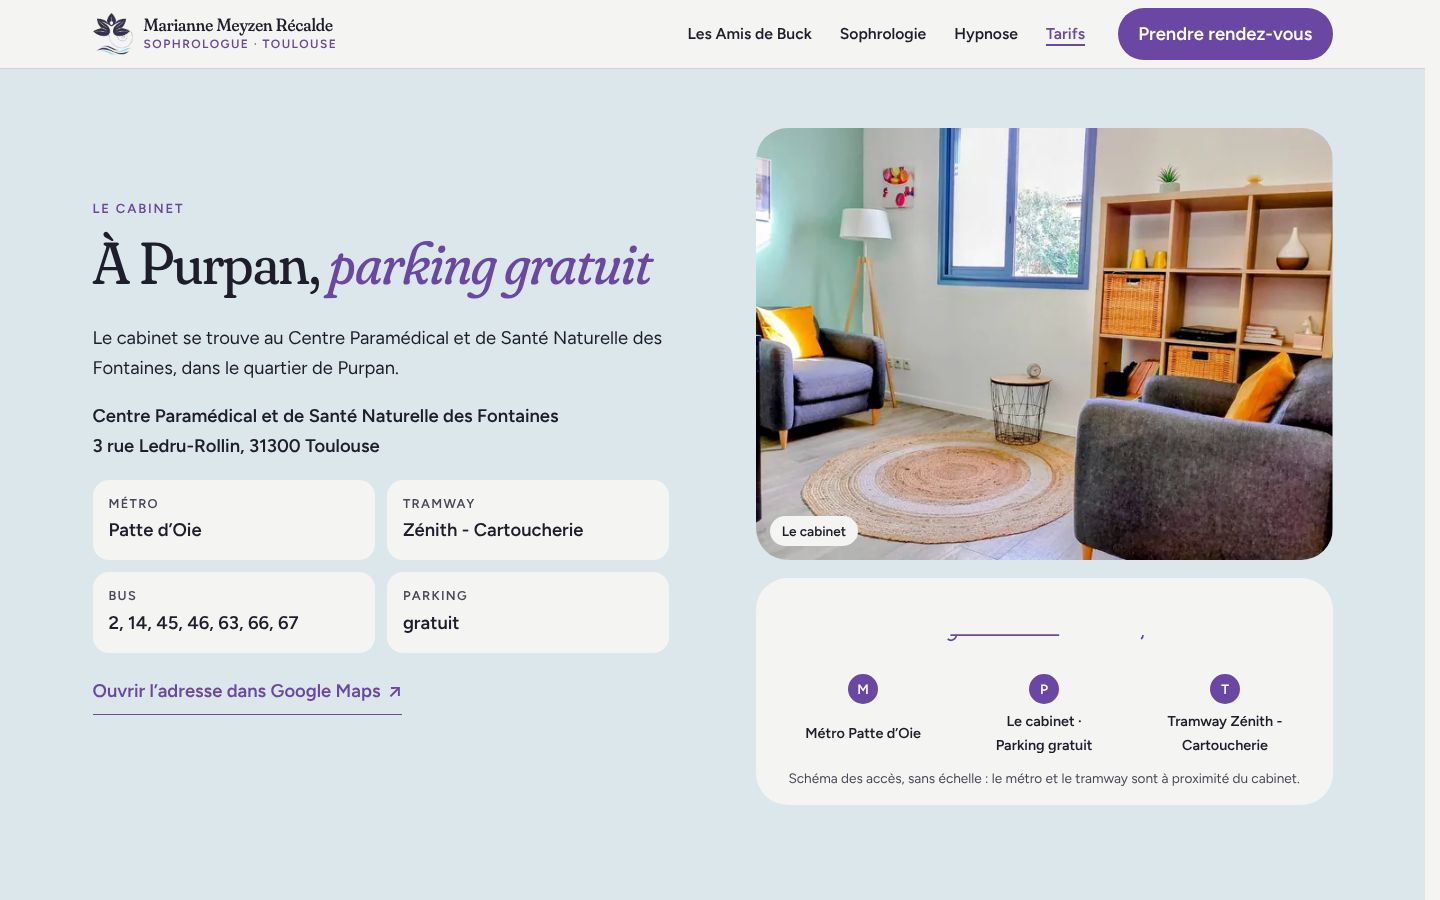 Marianne Meyzen Récalde
SOPHROLOGUE · TOULOUSE
Les Amis de Buck
Sophrologie
Hypnose
Tarifs
Prendre rendez-vous
LE CABINET
À Purpan, parking gratuit
Le cabinet se trouve au Centre Paramédical et de Santé Naturelle des
Fontaines, dans le quartier de Purpan.
Centre Paramédical et de Santé Naturelle des Fontaines
3 rue Ledru-Rollin, 31300 Toulouse
MÉTRO
Patte d’Oie
TRAMWAY
Zénith - Cartoucherie
BUS
2, 14, 45, 46, 63, 66, 67
PARKING
gratuit
Ouvrir l’adresse dans Google Maps
Le cabinet
M
Métro Patte d’Oie
P
Le cabinet ·
Parking gratuit
T
Tramway Zénith -
Cartoucherie
Schéma des accès, sans échelle : le métro et le tramway sont à proximité du cabinet.